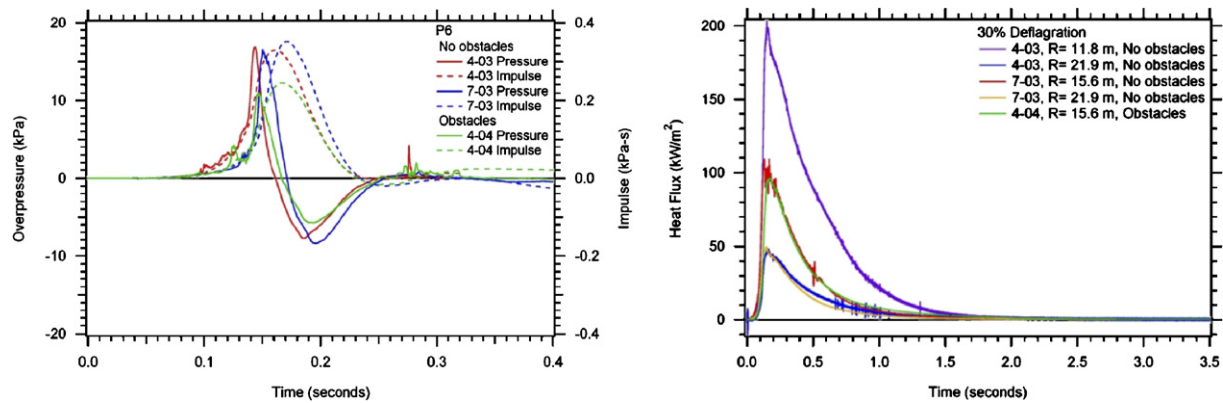 P6
No obstacles
4-03 Pressure
4-03 Impulse
7-03 Pressure
7-03 Impulse
Obstacles
4-04 Pressure
4-04 Impulse
20
10
0
-10
-20
Overpressure (kPa)
0.4
0.2
0.0
-0.2
-0.4
Impulse (kPa-s)
0.0 0.1 0.2 0.3 0.4
Time (seconds)
30% Deflagration
4-03, R= 11.8 m, No obstacles
4-03, R= 21.9 m, No obstacles
7-03, R= 15.6 m, No obstacles
7-03, R= 21.9 m, No obstacles
4-04, R= 15.6 m, Obstacles
200
150
100
50
0
Heat Flux (kW/m²)
0.0 0.5 1.0 1.5 2.0 2.5 3.0 3.5
Time (seconds)